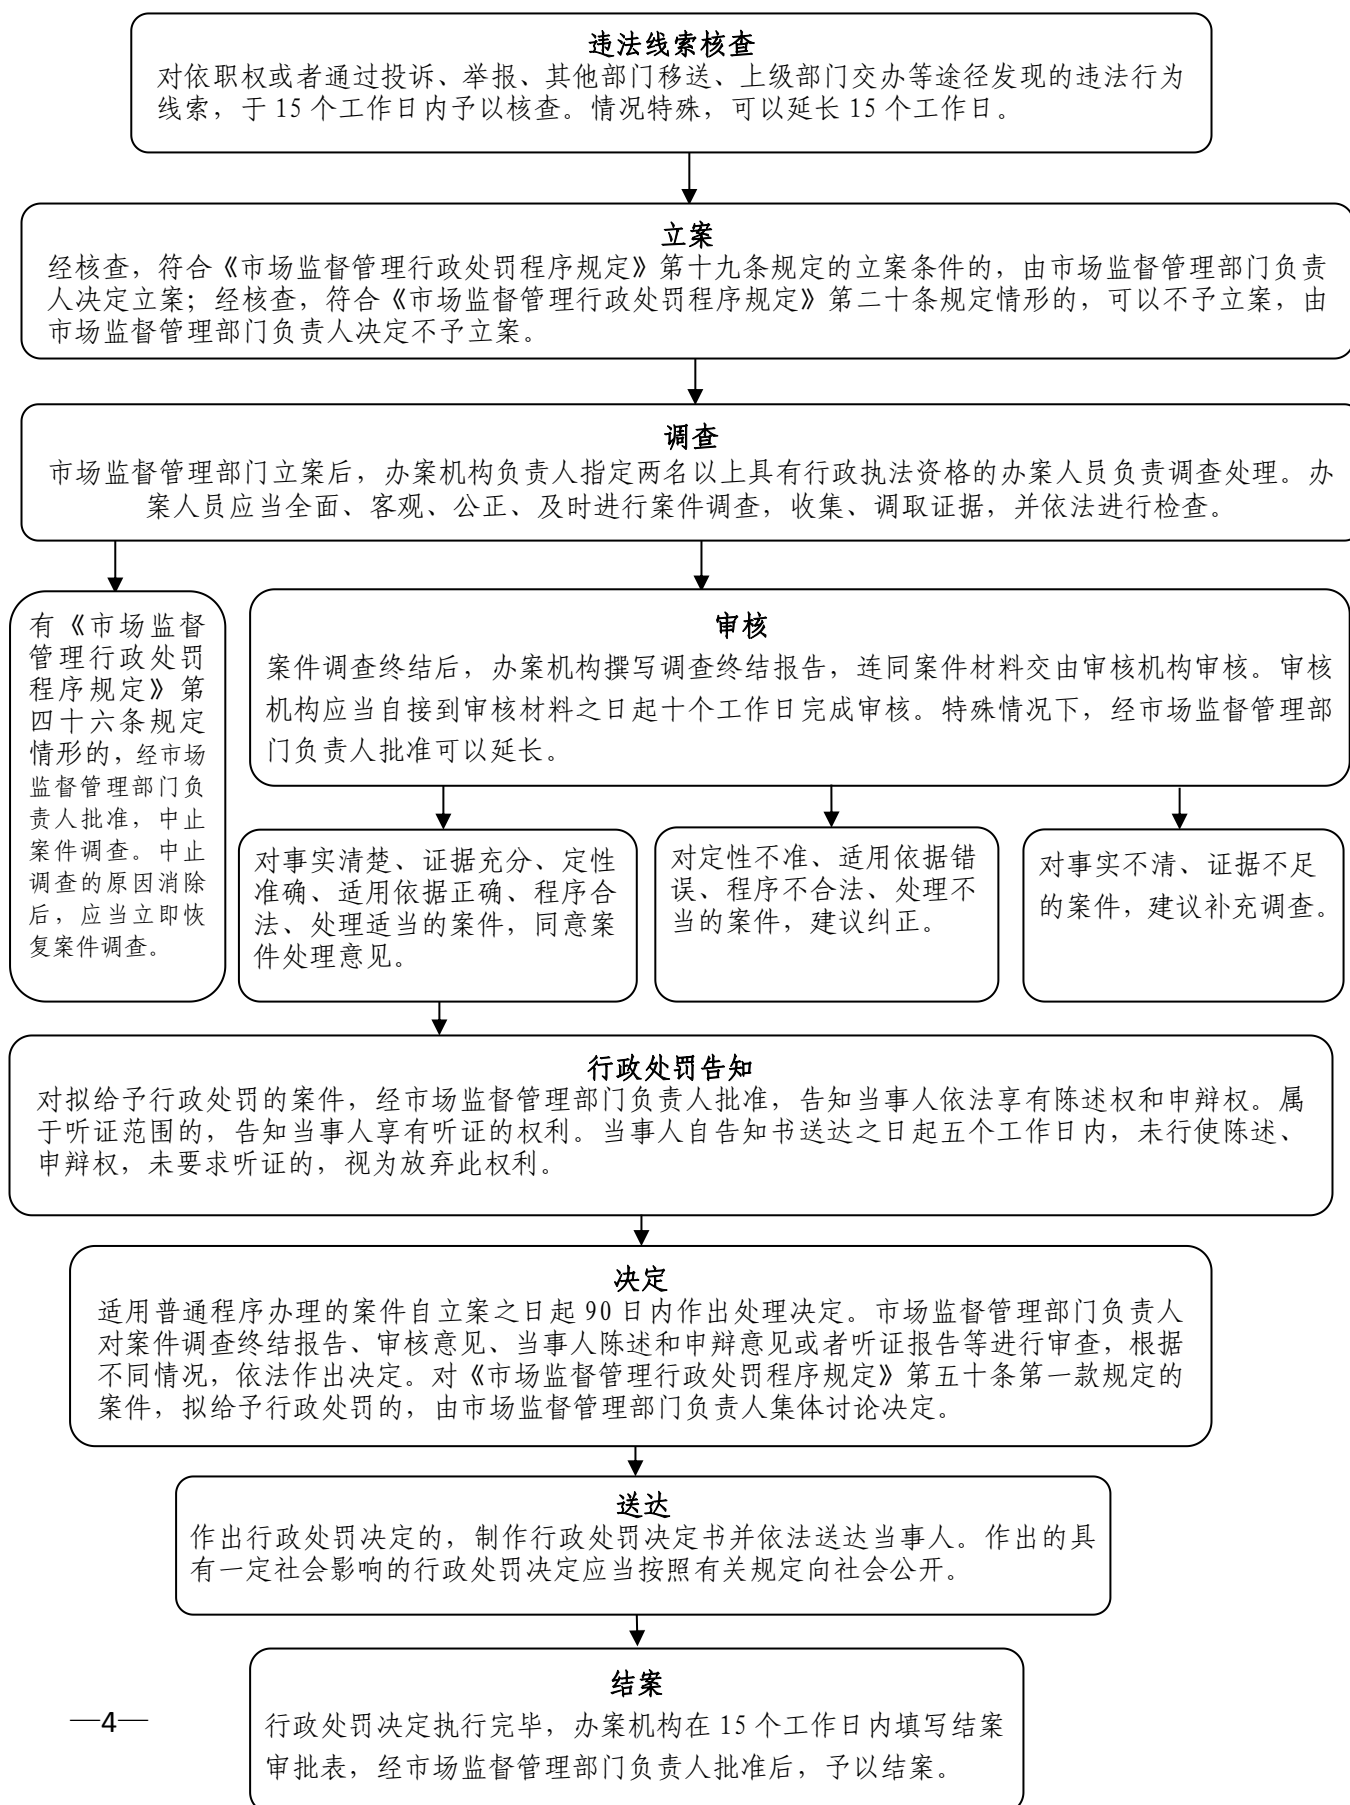 违法线索核查
对依职权或者通过投诉、举报、其他部门移送、上级部门交办等途径发现的违法行为
线索，于 15 个工作日内予以核查。情况特殊，可以延长 15 个工作日。
立案
经核查，符合《市场监督管理行政处罚程序规定》第十九条规定的立案条件的，由市场监督管理部门负责
人决定立案；经核查，符合《市场监督管理行政处罚程序规定》第二十条规定情形的，可以不予立案，由
市场监督管理部门负责人决定不予立案。
调查
市场监督管理部门立案后，办案机构负责人指定两名以上具有行政执法资格的办案人员负责调查处理。办
案人员应当全面、客观、公正、及时进行案件调查，收集、调取证据，并依法进行检查。
有《市场监督
管理行政处罚
程序规定》第
四十六条规定
情形的，经市场
监督管理部门负
责人批准，中止
案件调查。中止
调查的原因消除
后，应当立即恢
复案件调查。
审核
案件调查终结后，办案机构撰写调查终结报告，连同案件材料交由审核机构审核。审核
机构应当自接到审核材料之日起十个工作日完成审核。特殊情况下，经市场监督管理部
门负责人批准可以延长。
对事实清楚、证据充分、定性
准确、适用依据正确、程序合
法、处理适当的案件，同意案
件处理意见。
对定性不准、适用依据错
误、程序不合法、处理不
当的案件，建议纠正。
对事实不清、证据不足
的案件，建议补充调查。
行政处罚告知
对拟给予行政处罚的案件，经市场监督管理部门负责人批准，告知当事人依法享有陈述权和申辩权。属
于听证范围的，告知当事人享有听证的权利。当事人自告知书送达之日起五个工作日内，未行使陈述、
申辩权，未要求听证的，视为放弃此权利。
决定
适用普通程序办理的案件自立案之日起 90 日内作出处理决定。市场监督管理部门负责人
对案件调查终结报告、审核意见、当事人陈述和申辩意见或者听证报告等进行审查，根据
不同情况，依法作出决定。对《市场监督管理行政处罚程序规定》第五十条第一款规定的
案件，拟给予行政处罚的，由市场监督管理部门负责人集体讨论决定。
送达
作出行政处罚决定的，制作行政处罚决定书并依法送达当事人。作出的具
有一定社会影响的行政处罚决定应当按照有关规定向社会公开。
结案
行政处罚决定执行完毕，办案机构在 15 个工作日内填写结案
审批表，经市场监督管理部门负责人批准后，予以结案。
—4—